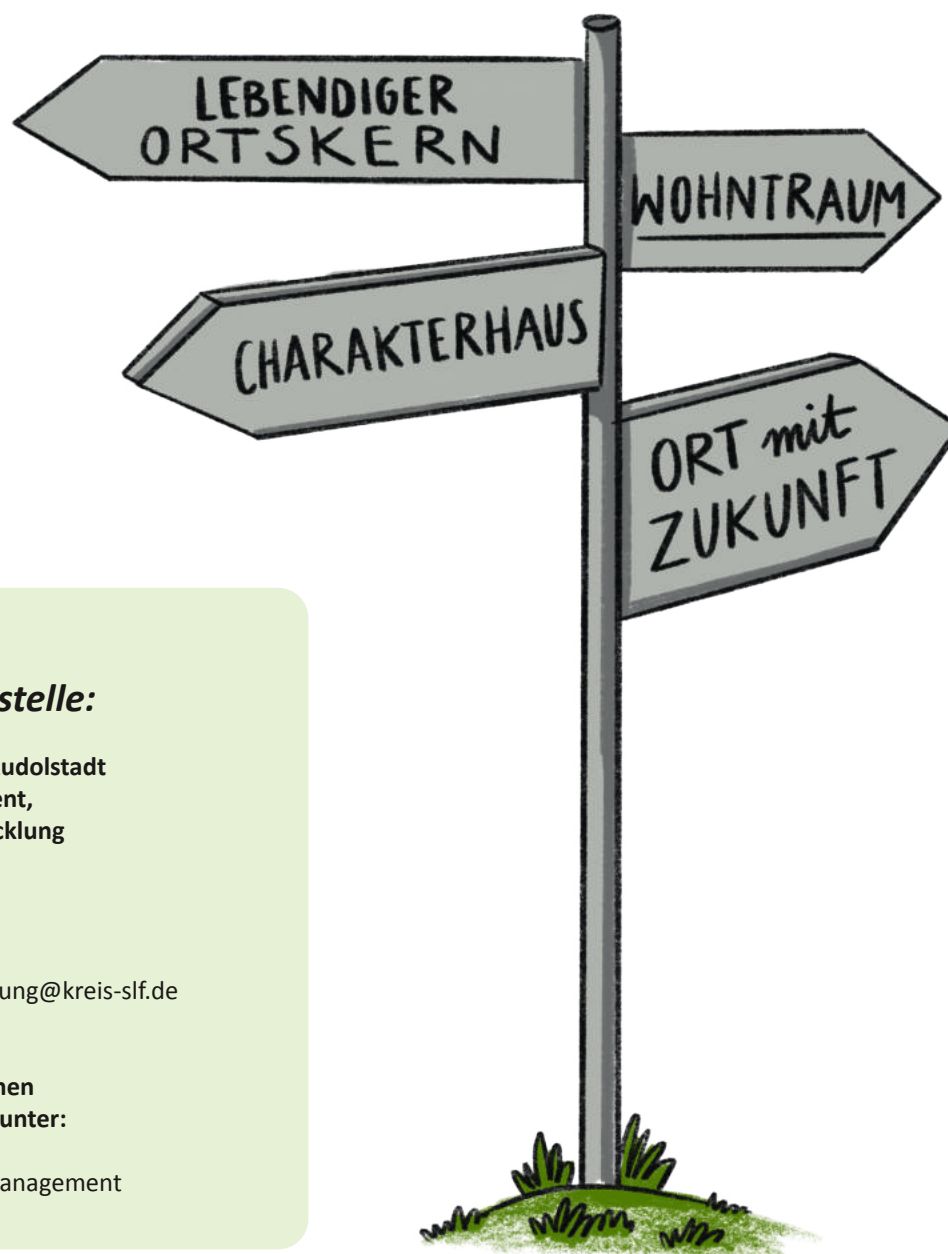 LEBENDIGER
ORTSKERN
WOHNTRAUM
CHARAKTERHAUS
ORT mit
ZUKUNFT
stelle:
udolstadt
ent,
cklung
ung@kreis-slf.de
nen
unter:
anagement